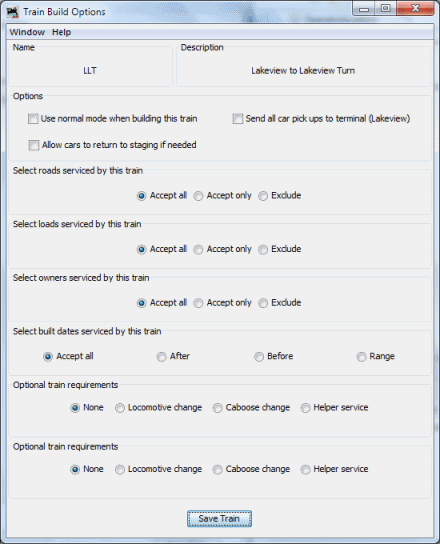 Train Build Options
Window Help
Name Description
LLT Lakeview to Lakeview Turn
Options
Use normal mode when building this train Send all car pick ups to terminal (Lakeview)
Allow cars to return to staging if needed
Select roads serviced by this train
Accept all Accept only Exclude
Select loads serviced by this train
Accept all Accept only Exclude
Select owners serviced by this train
Accept all Accept only Exclude
Select built dates serviced by this train
Accept all After Before Range
Optional train requirements
None Locomotive change Caboose change Helper service
Optional train requirements
None Locomotive change Caboose change Helper service
Save Train